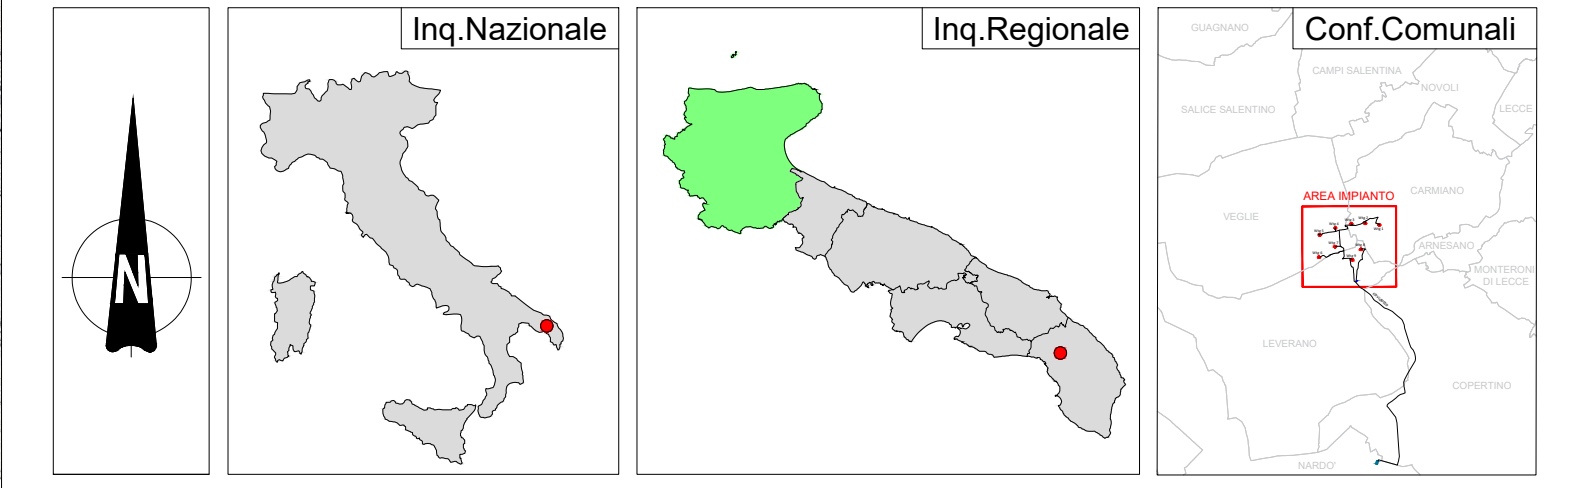 Inq.Nazionale
Inq.Regionale
Conf.Comunali
N
GUAGNANO
CAMPI SALENTINA
NOVOLI
SALICE SALENTINO
LECCE
CARMIANO
AREA IMPIANTO
VEGLIE
ARNESANO
MONTERONI
DI LECCE
LEVERANO
COPERTINO
NARDO'